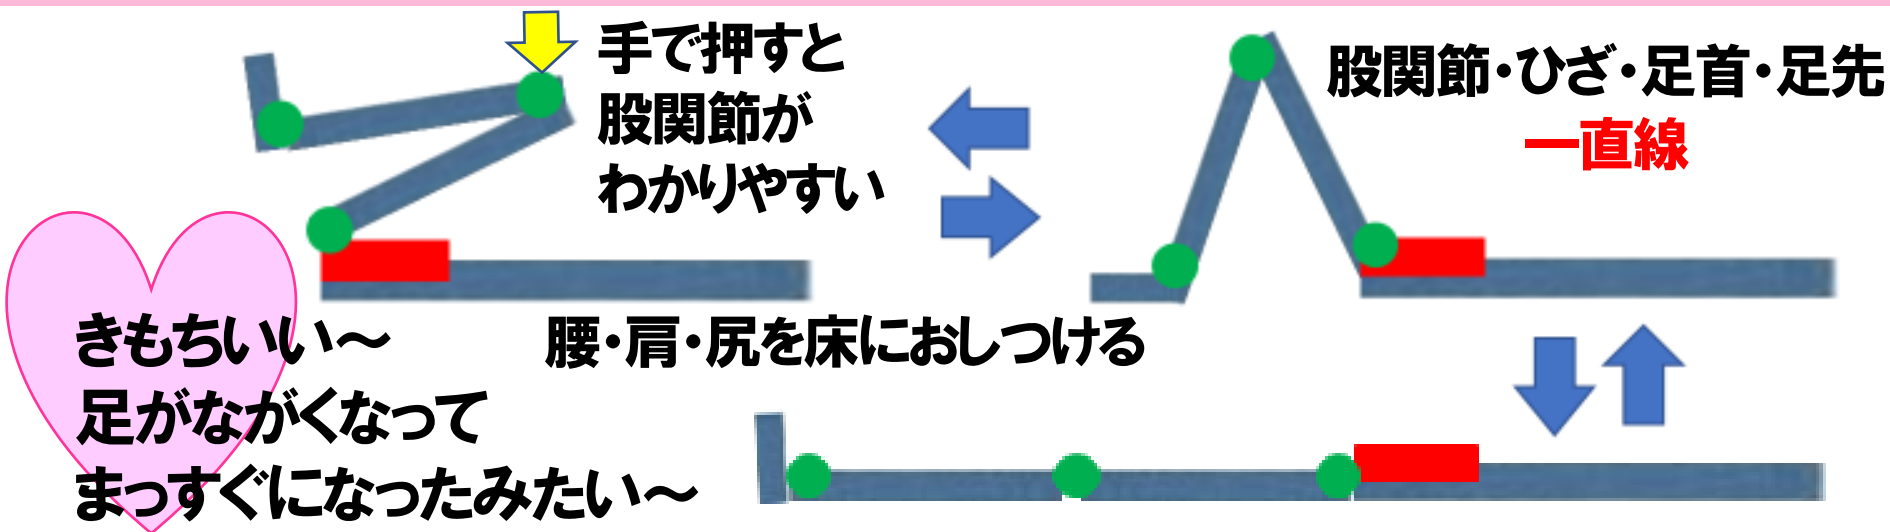 手で押すと
股関節が
わかりやすい
股関節・ひざ・足首・足先
一直線
腰・肩・尻を床におしつける
きもちいい～
足がながくなって
まっすぐになったみたい～